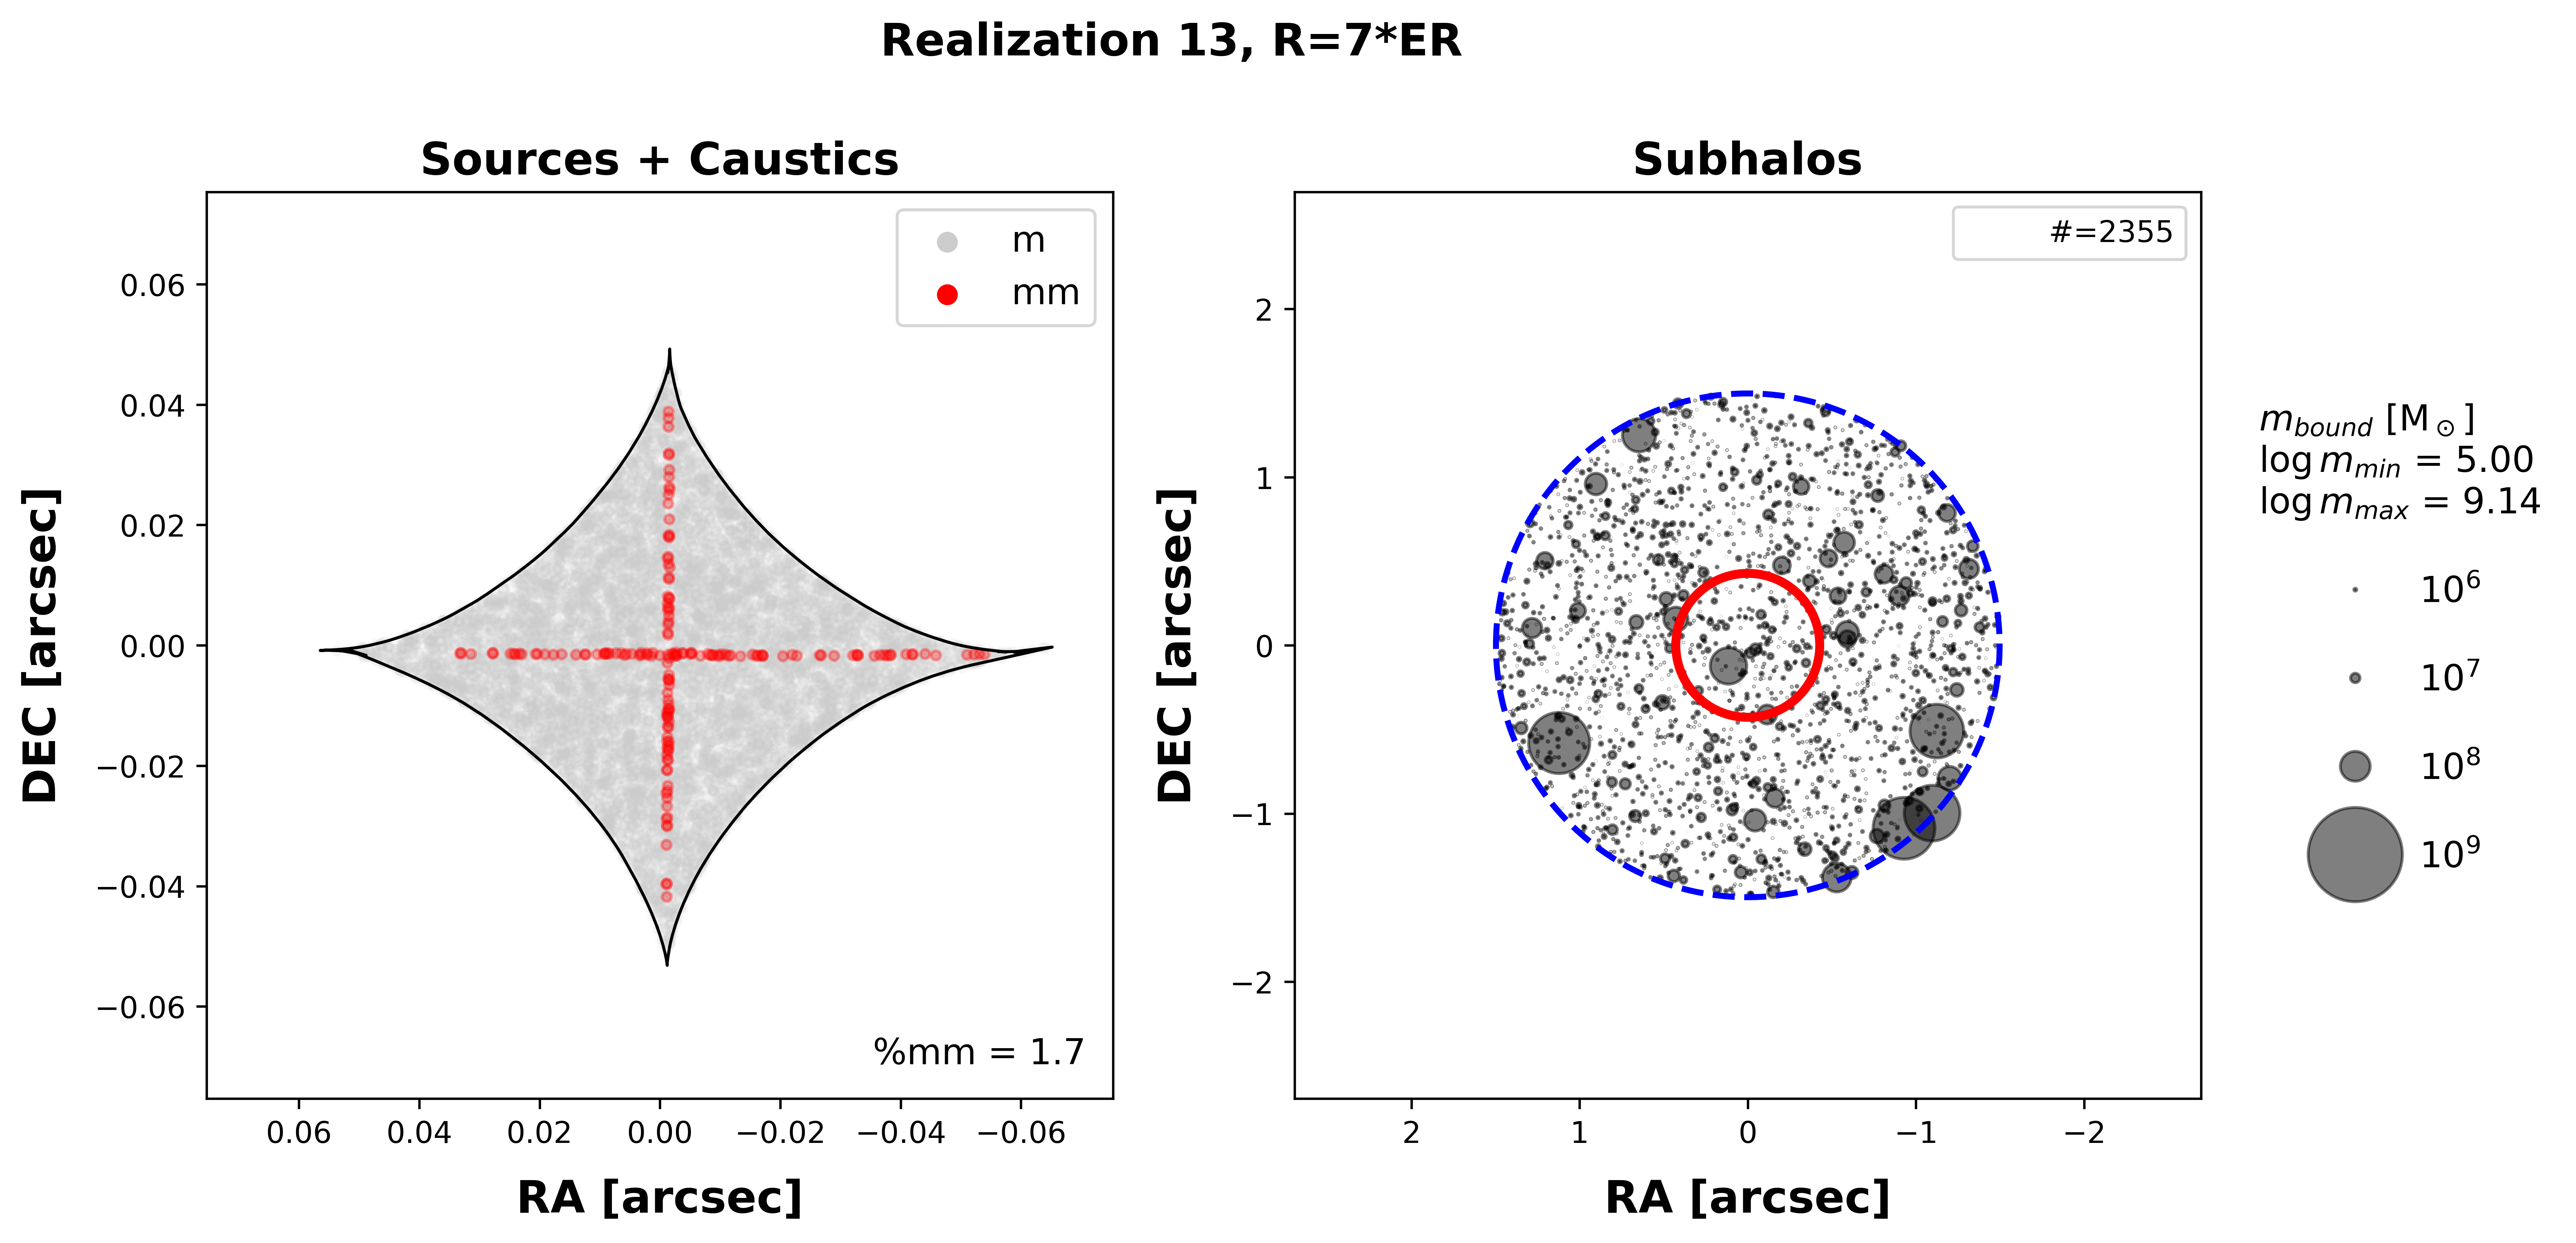 Realization 13, R=7*ER
Sources + Caustics
m
mm
0.06
0.04
0.02
0.00
−0.02
−0.04
−0.06
DEC [arcsec]
%mm = 1.7
0.06 0.04 0.02 0.00 −0.02 −0.04 −0.06
RA [arcsec]
Subhalos
#=2355
2
1
0
−1
−2
DEC [arcsec]
2 1 0 −1 −2
RA [arcsec]
m_bound [M_⊙]
log m_min = 5.00
log m_max = 9.14
10^6
10^7
10^8
10^9